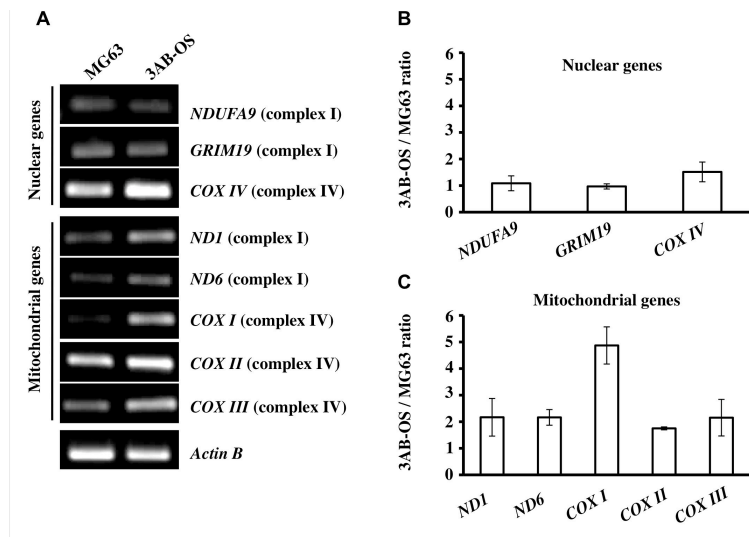 A
MG63
3AB-OS
Nuclear genes
NDUFA9 (complex I)
GRIM19 (complex I)
COX IV (complex IV)
Mitochondrial genes
ND1 (complex I)
ND6 (complex I)
COX I (complex IV)
COX II (complex IV)
COX III (complex IV)
Actin B
B
Nuclear genes
3AB-OS / MG63 ratio
6
5
4
3
2
1
0
NDUFA9
GRIM19
COX IV
C
Mitochondrial genes
3AB-OS / MG63 ratio
6
5
4
3
2
1
0
ND1
ND6
COX I
COX II
COX III